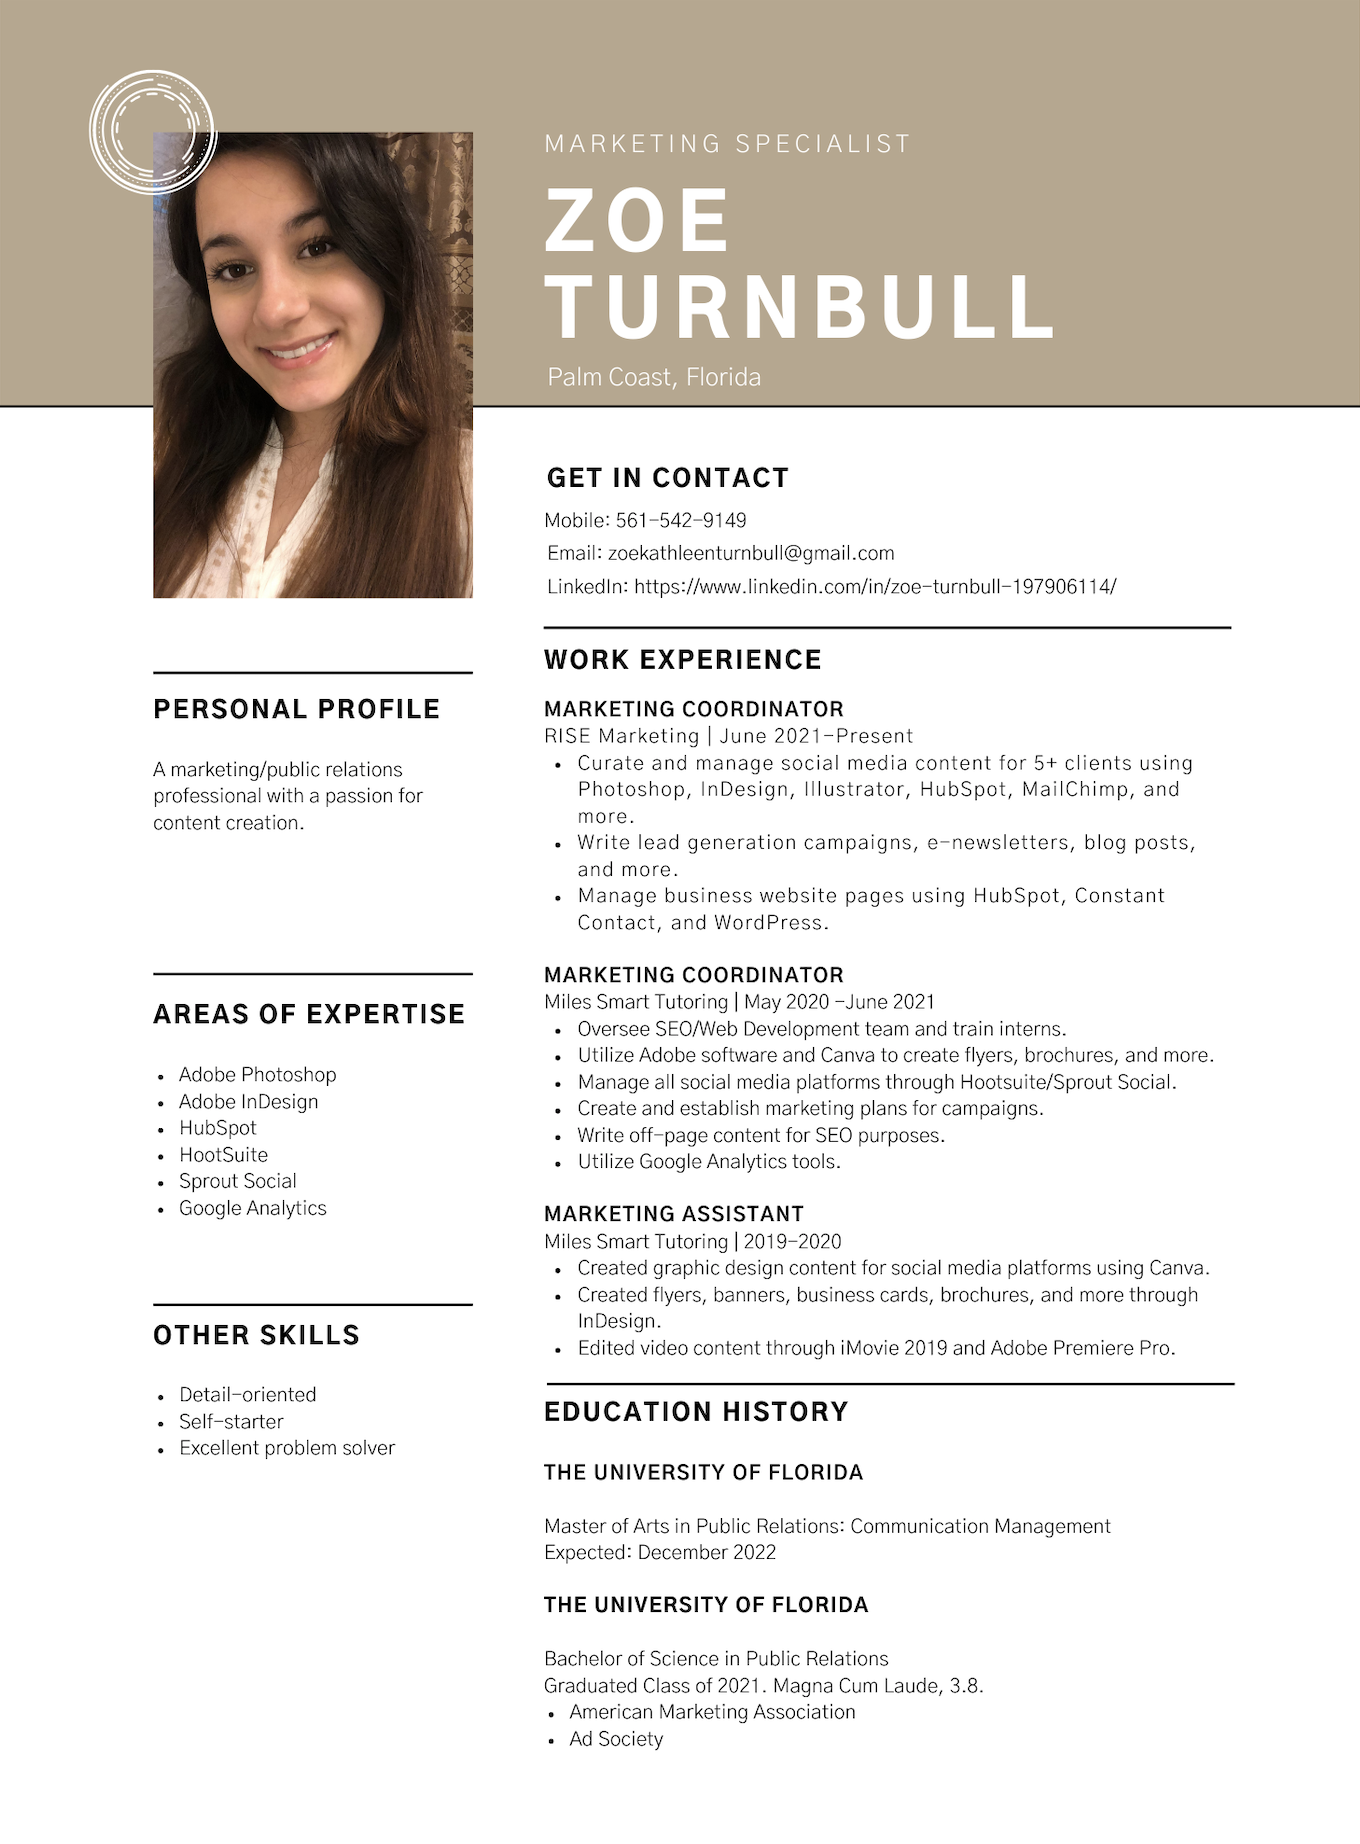 MARKETING SPECIALIST
ZOE
TURNBULL
Palm Coast, Florida
GET IN CONTACT
Mobile: 561-542-9149
Email: zoekathleenturnbull@gmail.com
LinkedIn: https://www.linkedin.com/in/zoe-turnbull-197906114/
PERSONAL PROFILE
A marketing/public relations
professional with a passion for
content creation.
AREAS OF EXPERTISE
• Adobe Photoshop
• Adobe InDesign
• HubSpot
• HootSuite
• Sprout Social
• Google Analytics
OTHER SKILLS
• Detail-oriented
• Self-starter
• Excellent problem solver
WORK EXPERIENCE
MARKETING COORDINATOR
RISE Marketing | June 2021-Present
• Curate and manage social media content for 5+ clients using
Photoshop, InDesign, Illustrator, HubSpot, MailChimp, and
more.
• Write lead generation campaigns, e-newsletters, blog posts,
and more.
• Manage business website pages using HubSpot, Constant
Contact, and WordPress.
MARKETING COORDINATOR
Miles Smart Tutoring | May 2020 -June 2021
• Oversee SEO/Web Development team and train interns.
• Utilize Adobe software and Canva to create flyers, brochures, and more.
• Manage all social media platforms through Hootsuite/Sprout Social.
• Create and establish marketing plans for campaigns.
• Write off-page content for SEO purposes.
• Utilize Google Analytics tools.
MARKETING ASSISTANT
Miles Smart Tutoring | 2019-2020
• Created graphic design content for social media platforms using Canva.
• Created flyers, banners, business cards, brochures, and more through
InDesign.
• Edited video content through iMovie 2019 and Adobe Premiere Pro.
EDUCATION HISTORY
THE UNIVERSITY OF FLORIDA
Master of Arts in Public Relations: Communication Management
Expected: December 2022
THE UNIVERSITY OF FLORIDA
Bachelor of Science in Public Relations
Graduated Class of 2021. Magna Cum Laude, 3.8.
• American Marketing Association
• Ad Society